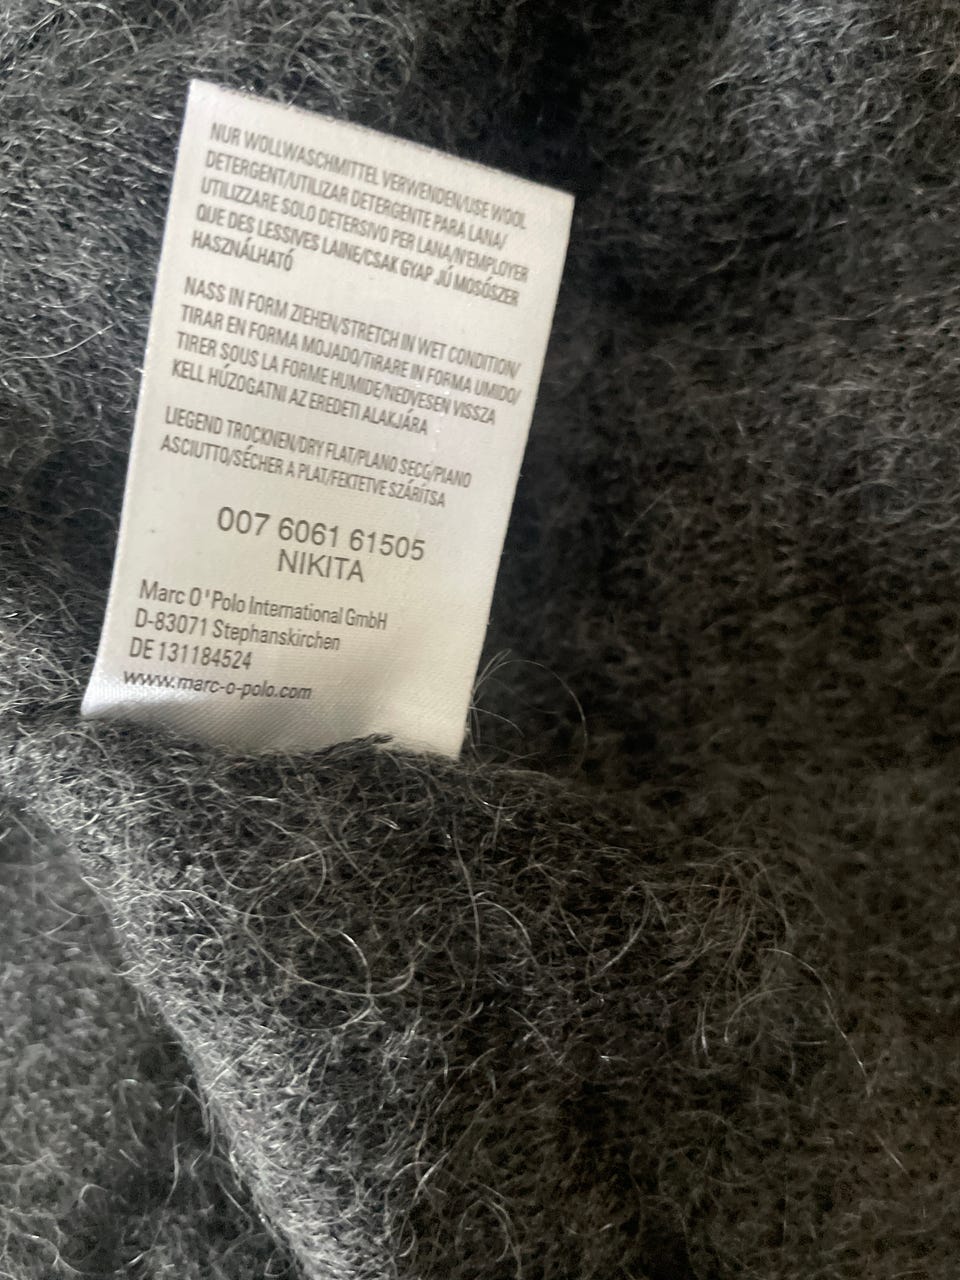 NUR WOLLWASCHMITTEL VERWENDEN/USE WOOL
DETERGENT/UTILIZAR DETERGENTE PARA LANA/
UTILIZZARE SOLO DETERSIVO PER LANA/N'EMPLOYER
QUE DES LESSIVES LAINE/CSAK GYAP JÚ MOSÓSZER
HASZNÁLHATÓ
NASS IN FORM ZIEHEN/STRETCH IN WET CONDITION/
TIRAR EN FORMA MOJADO/TiRARE IN FORMA UMIDO/
TIRER SOUS LA FORME HUMIDE/NEDVESEN VISSZA
KELL HÚZOGATNI AZ EREDETI ALAKJÁRA
LIEGEND TROCKNEN/DRY FLAT/PLANO SECG/PIANO
ASCIUTTO/SÉCHER A PLAT/FEKTETVE SZÁRÍTSA
007 6061 61505
NIKITA
Marc O'Polo International GmbH
D-83071 Stephanskirchen
DE 131184524
www.marc-o-polo.com